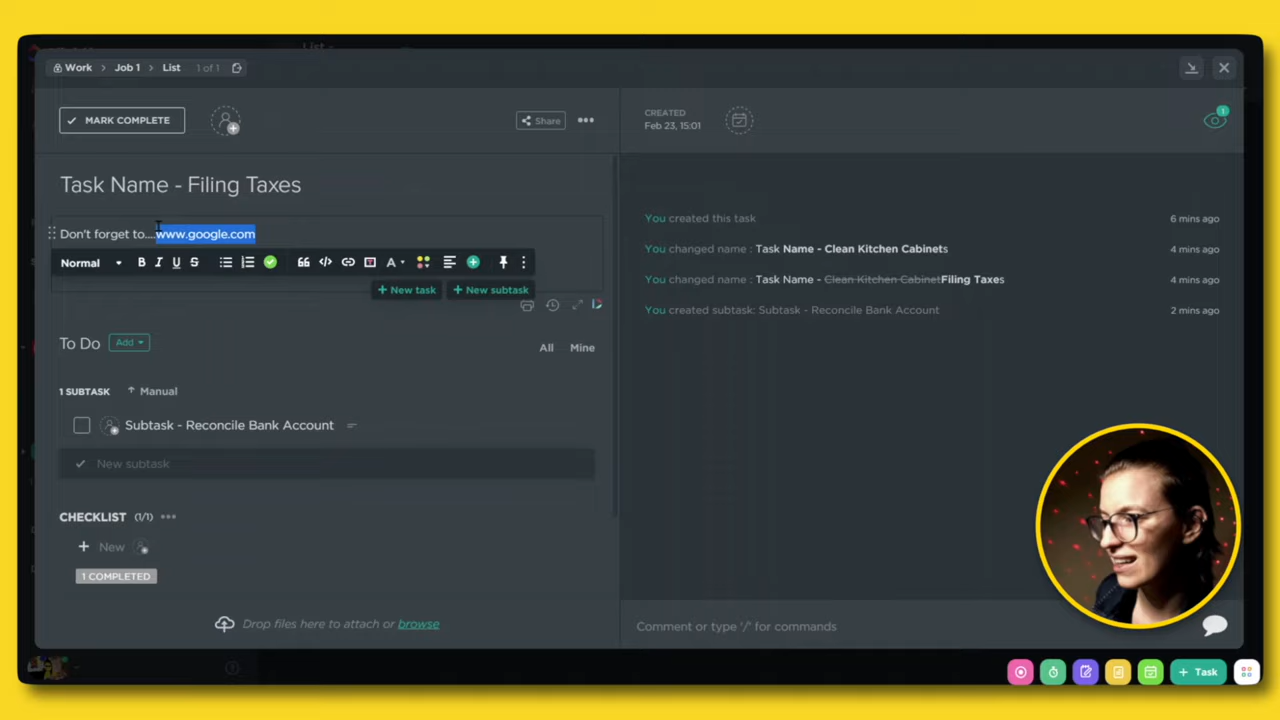 Work > Job 1 > List 1 of 1
MARK COMPLETE
Share
CREATED
Feb 23, 15:01
1
Task Name - Filing Taxes
Don't forget to....www.google.com
Normal
B I U S
A
+ New task + New subtask
To Do Add
All Mine
1 SUBTASK Manual
Subtask - Reconcile Bank Account
New subtask
CHECKLIST (1/1)
+ New
1 COMPLETED
Drop files here to attach or browse
You created this task 6 mins ago
You changed name : Task Name - Clean Kitchen Cabinets 4 mins ago
You changed name : Task Name - Clean Kitchen CabinetFiling Taxes 4 mins ago
You created subtask: Subtask - Reconcile Bank Account 2 mins ago
Comment or type '/' for commands
+ Task